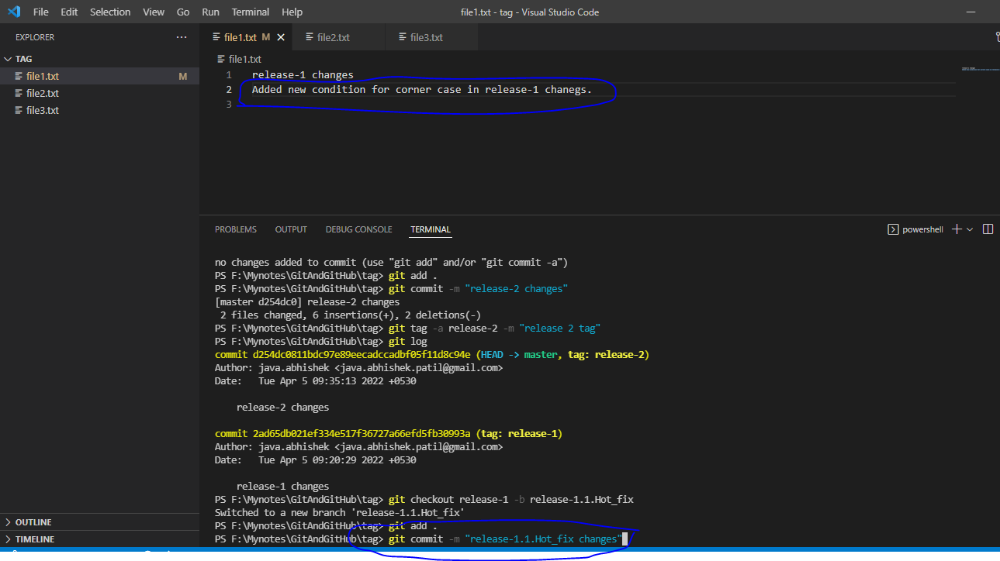 File Edit Selection View Go Run Terminal Help file1.txt - tag - Visual Studio Code
EXPLORER
TAG
file1.txt M
file2.txt
file3.txt
OUTLINE
TIMELINE
file1.txt M file2.txt file3.txt
file1.txt
1 release-1 changes
2 Added new condition for corner case in release-1 chanegs.
3
PROBLEMS OUTPUT DEBUG CONSOLE TERMINAL powershell
no changes added to commit (use "git add" and/or "git commit -a")
PS F:\Mynotes\GitAndGitHub\tag> git add .
PS F:\Mynotes\GitAndGitHub\tag> git commit -m "release-2 changes"
[master d254dc0] release-2 changes
2 files changed, 6 insertions(+), 2 deletions(-)
PS F:\Mynotes\GitAndGitHub\tag> git tag -a release-2 -m "release 2 tag"
PS F:\Mynotes\GitAndGitHub\tag> git log
commit d254dc0811bdc97e89eecadccadbf05f11d8c94e (HEAD -> master, tag: release-2)
Author: java.abhishek <java.abhishek.patil@gmail.com>
Date: Tue Apr 5 09:35:13 2022 +0530
release-2 changes
commit 2ad65db021ef334e517f36727a66efd5fb30993a (tag: release-1)
Author: java.abhishek <java.abhishek.patil@gmail.com>
Date: Tue Apr 5 09:20:29 2022 +0530
release-1 changes
PS F:\Mynotes\GitAndGitHub\tag> git checkout release-1 -b release-1.1.Hot_fix
Switched to a new branch 'release-1.1.Hot_fix'
PS F:\Mynotes\GitAndGitHub\tag> git add .
PS F:\Mynotes\GitAndGitHub\tag> git commit -m "release-1.1.Hot_fix changes"